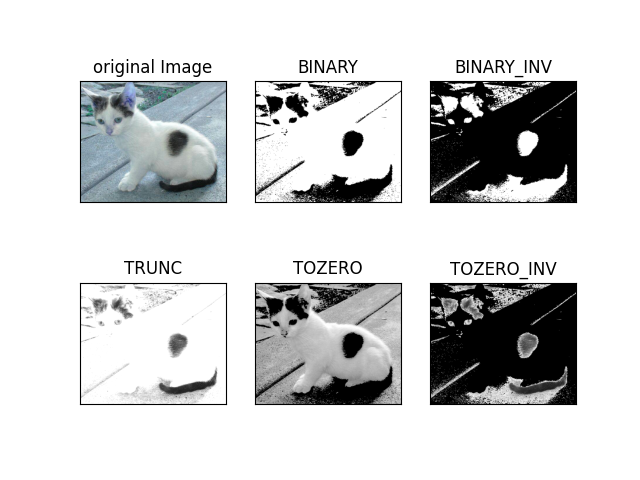 original Image
BINARY
BINARY_INV
TRUNC
TOZERO
TOZERO_INV